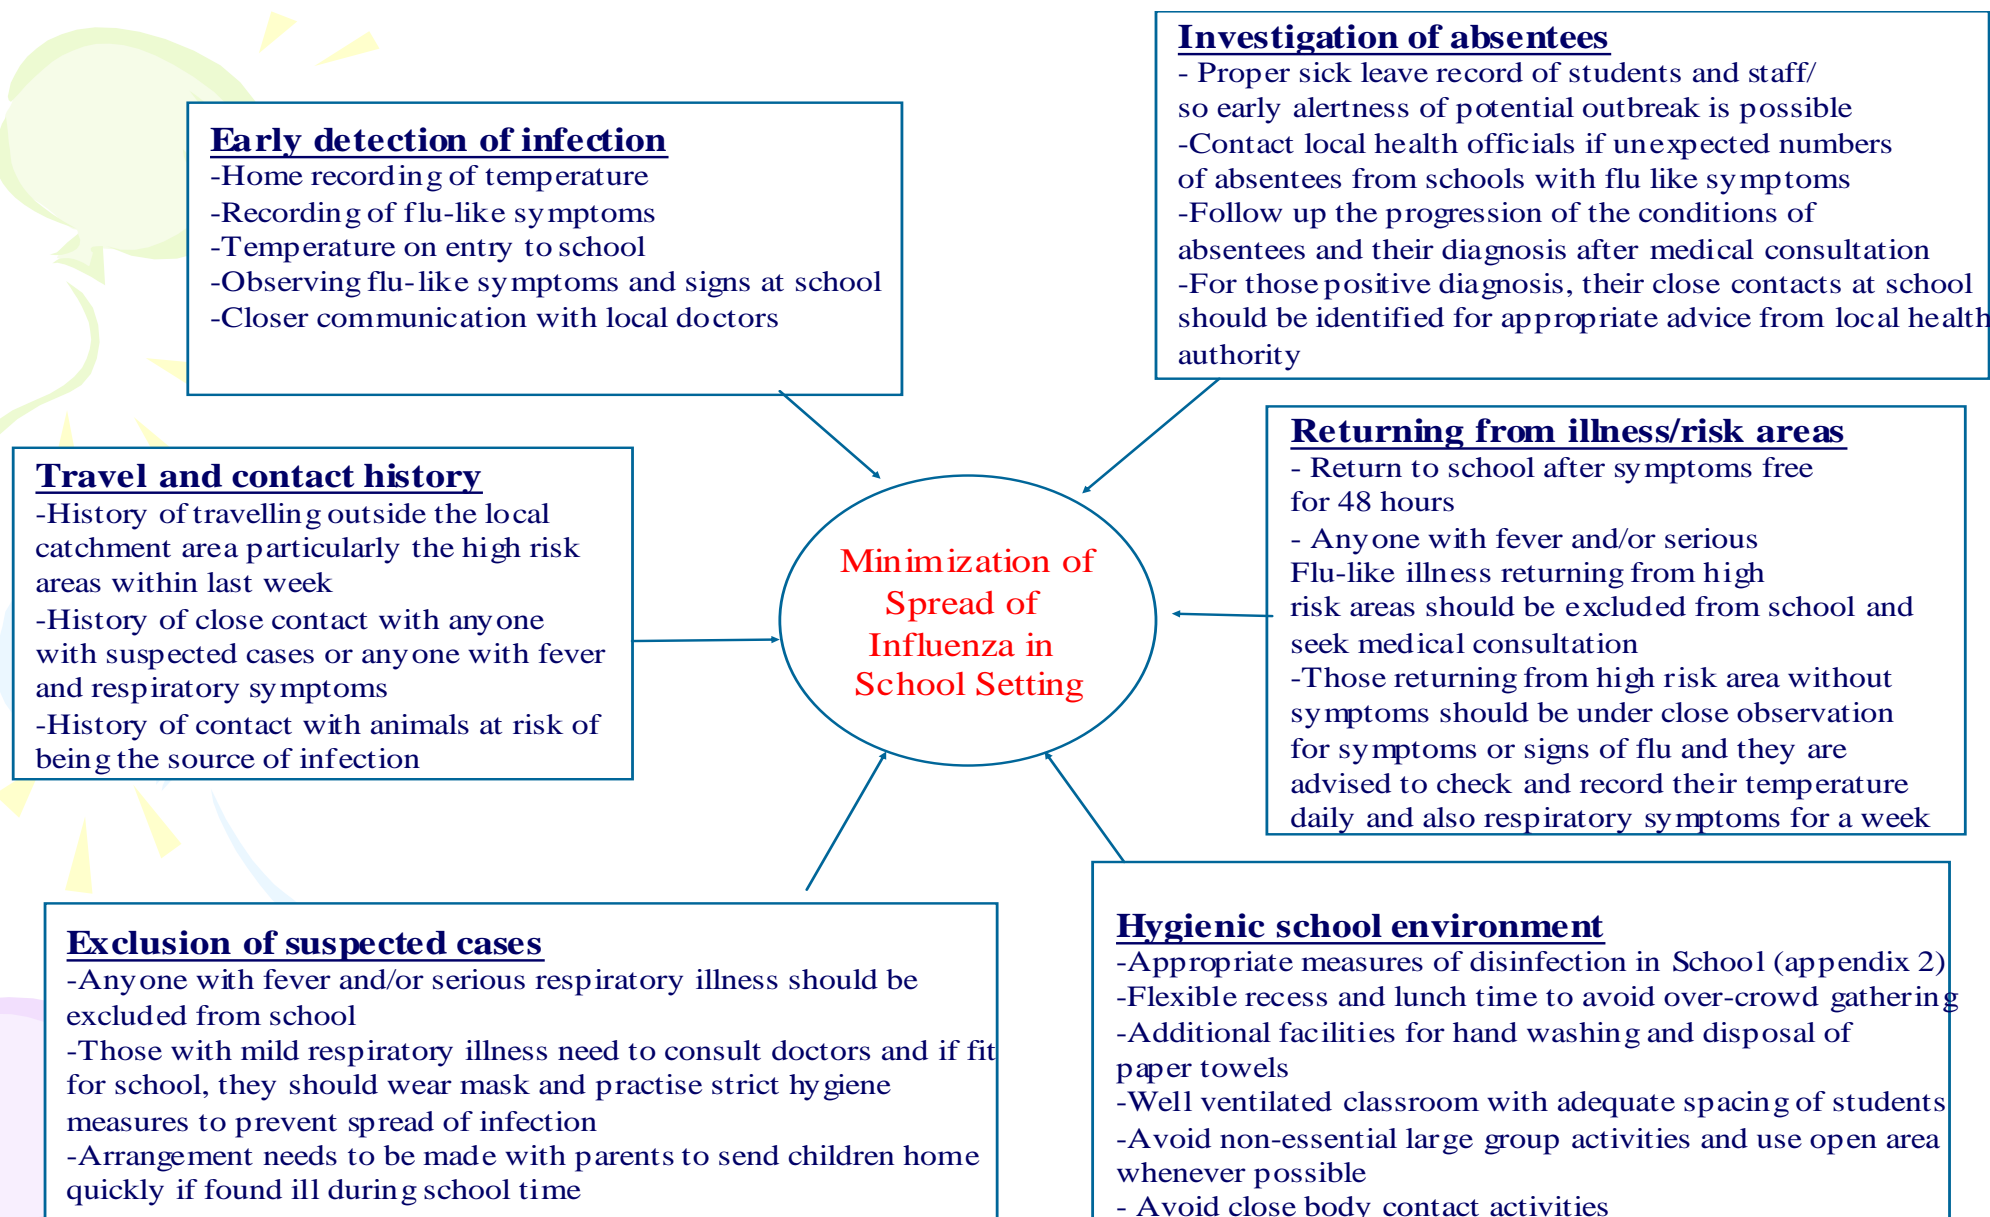 Early detection of infection
-Home recording of temperature
-Recording of flu-like symptoms
-Temperature on entry to school
-Observing flu-like symptoms and signs at school
-Closer communication with local doctors
Investigation of absentees
- Proper sick leave record of students and staff/
so early alertness of potential outbreak is possible
-Contact local health officials if unexpected numbers
of absentees from schools with flu like symptoms
-Follow up the progression of the conditions of
absentees and their diagnosis after medical consultation
-For those positive diagnosis, their close contacts at school
should be identified for appropriate advice from local health
authority
Travel and contact history
-History of travelling outside the local
catchment area particularly the high risk
areas within last week
-History of close contact with anyone
with suspected cases or anyone with fever
and respiratory symptoms
-History of contact with animals at risk of
being the source of infection
Minimization of
Spread of
Influenza in
School Setting
Returning from illness/risk areas
- Return to school after symptoms free
for 48 hours
- Anyone with fever and/or serious
Flu-like illness returning from high
risk areas should be excluded from school and
seek medical consultation
-Those returning from high risk area without
symptoms should be under close observation
for symptoms or signs of flu and they are
advised to check and record their temperature
daily and also respiratory symptoms for a week
Exclusion of suspected cases
-Anyone with fever and/or serious respiratory illness should be
excluded from school
-Those with mild respiratory illness need to consult doctors and if fit
for school, they should wear mask and practise strict hygiene
measures to prevent spread of infection
-Arrangement needs to be made with parents to send children home
quickly if found ill during school time
Hygienic school environment
-Appropriate measures of disinfection in School (appendix 2)
-Flexible recess and lunch time to avoid over-crowd gathering
-Additional facilities for hand washing and disposal of
paper towels
-Well ventilated classroom with adequate spacing of students
-Avoid non-essential large group activities and use open area
whenever possible
- Avoid close body contact activities